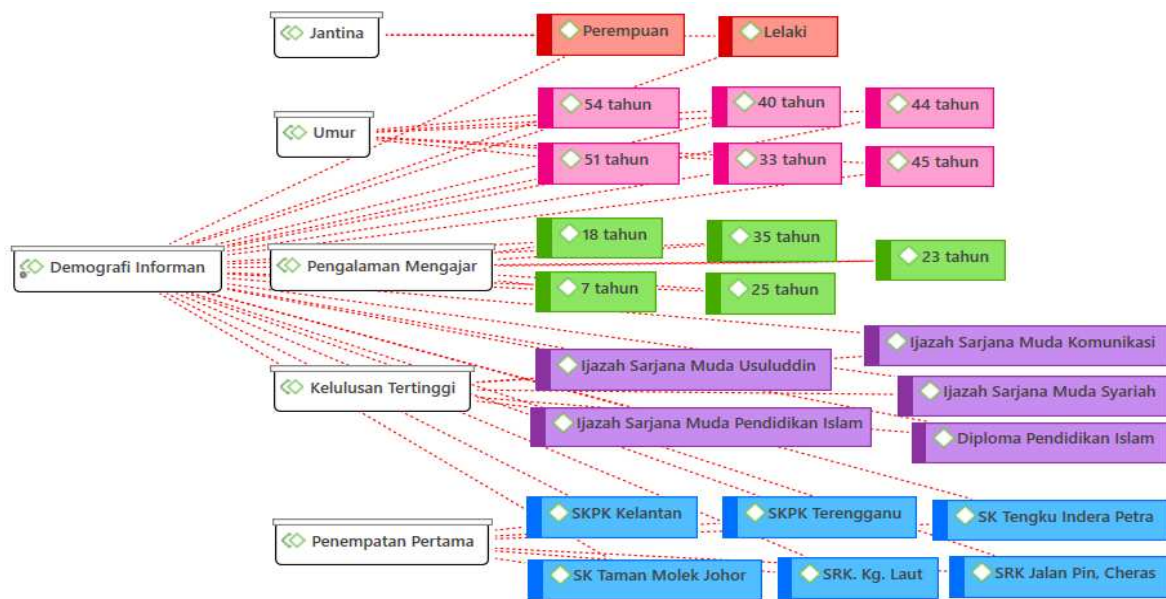 Jantina
Perempuan
Lelaki
Umur
54 tahun
40 tahun
44 tahun
51 tahun
33 tahun
45 tahun
Demografi Informan
Pengalaman Mengajar
18 tahun
35 tahun
23 tahun
7 tahun
25 tahun
Kelulusan Tertinggi
Ijazah Sarjana Muda Usuluddin
Ijazah Sarjana Muda Komunikasi
Ijazah Sarjana Muda Syariah
Ijazah Sarjana Muda Pendidikan Islam
Diploma Pendidikan Islam
Penempatan Pertama
SKPK Kelantan
SKPK Terengganu
SK Tengku Indera Petra
SK Taman Molek Johor
SRK. Kg. Laut
SRK Jalan Pin, Cheras